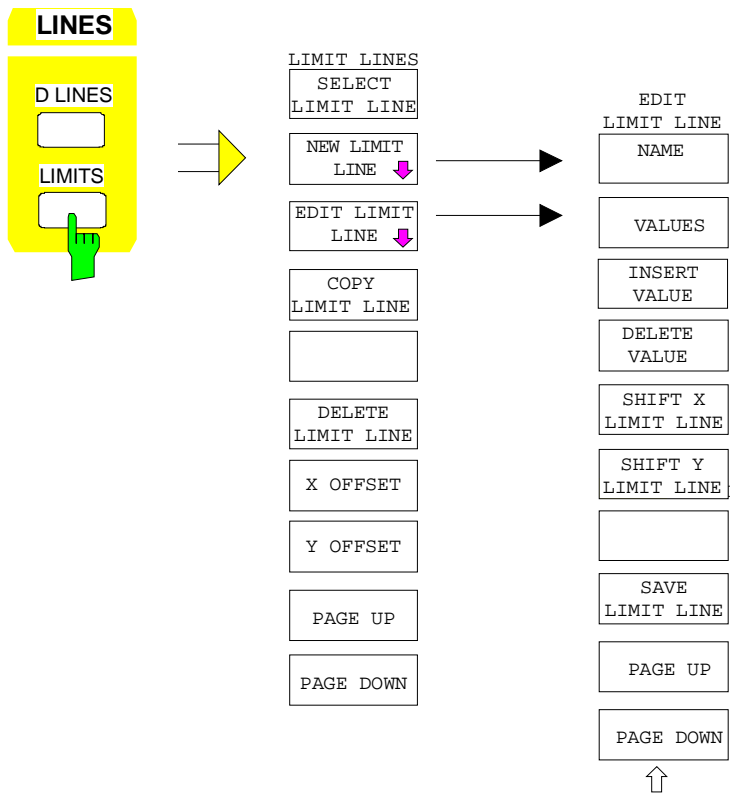 LINES
D LINES
LIMITS
LIMIT LINES
SELECT
LIMIT LINE
NEW LIMIT
LINE
EDIT LIMIT
LINE
COPY
LIMIT LINE
DELETE
LIMIT LINE
X OFFSET
Y OFFSET
PAGE UP
PAGE DOWN
EDIT
LIMIT LINE
NAME
VALUES
INSERT
VALUE
DELETE
VALUE
SHIFT X
LIMIT LINE
SHIFT Y
LIMIT LINE
SAVE
LIMIT LINE
PAGE UP
PAGE DOWN